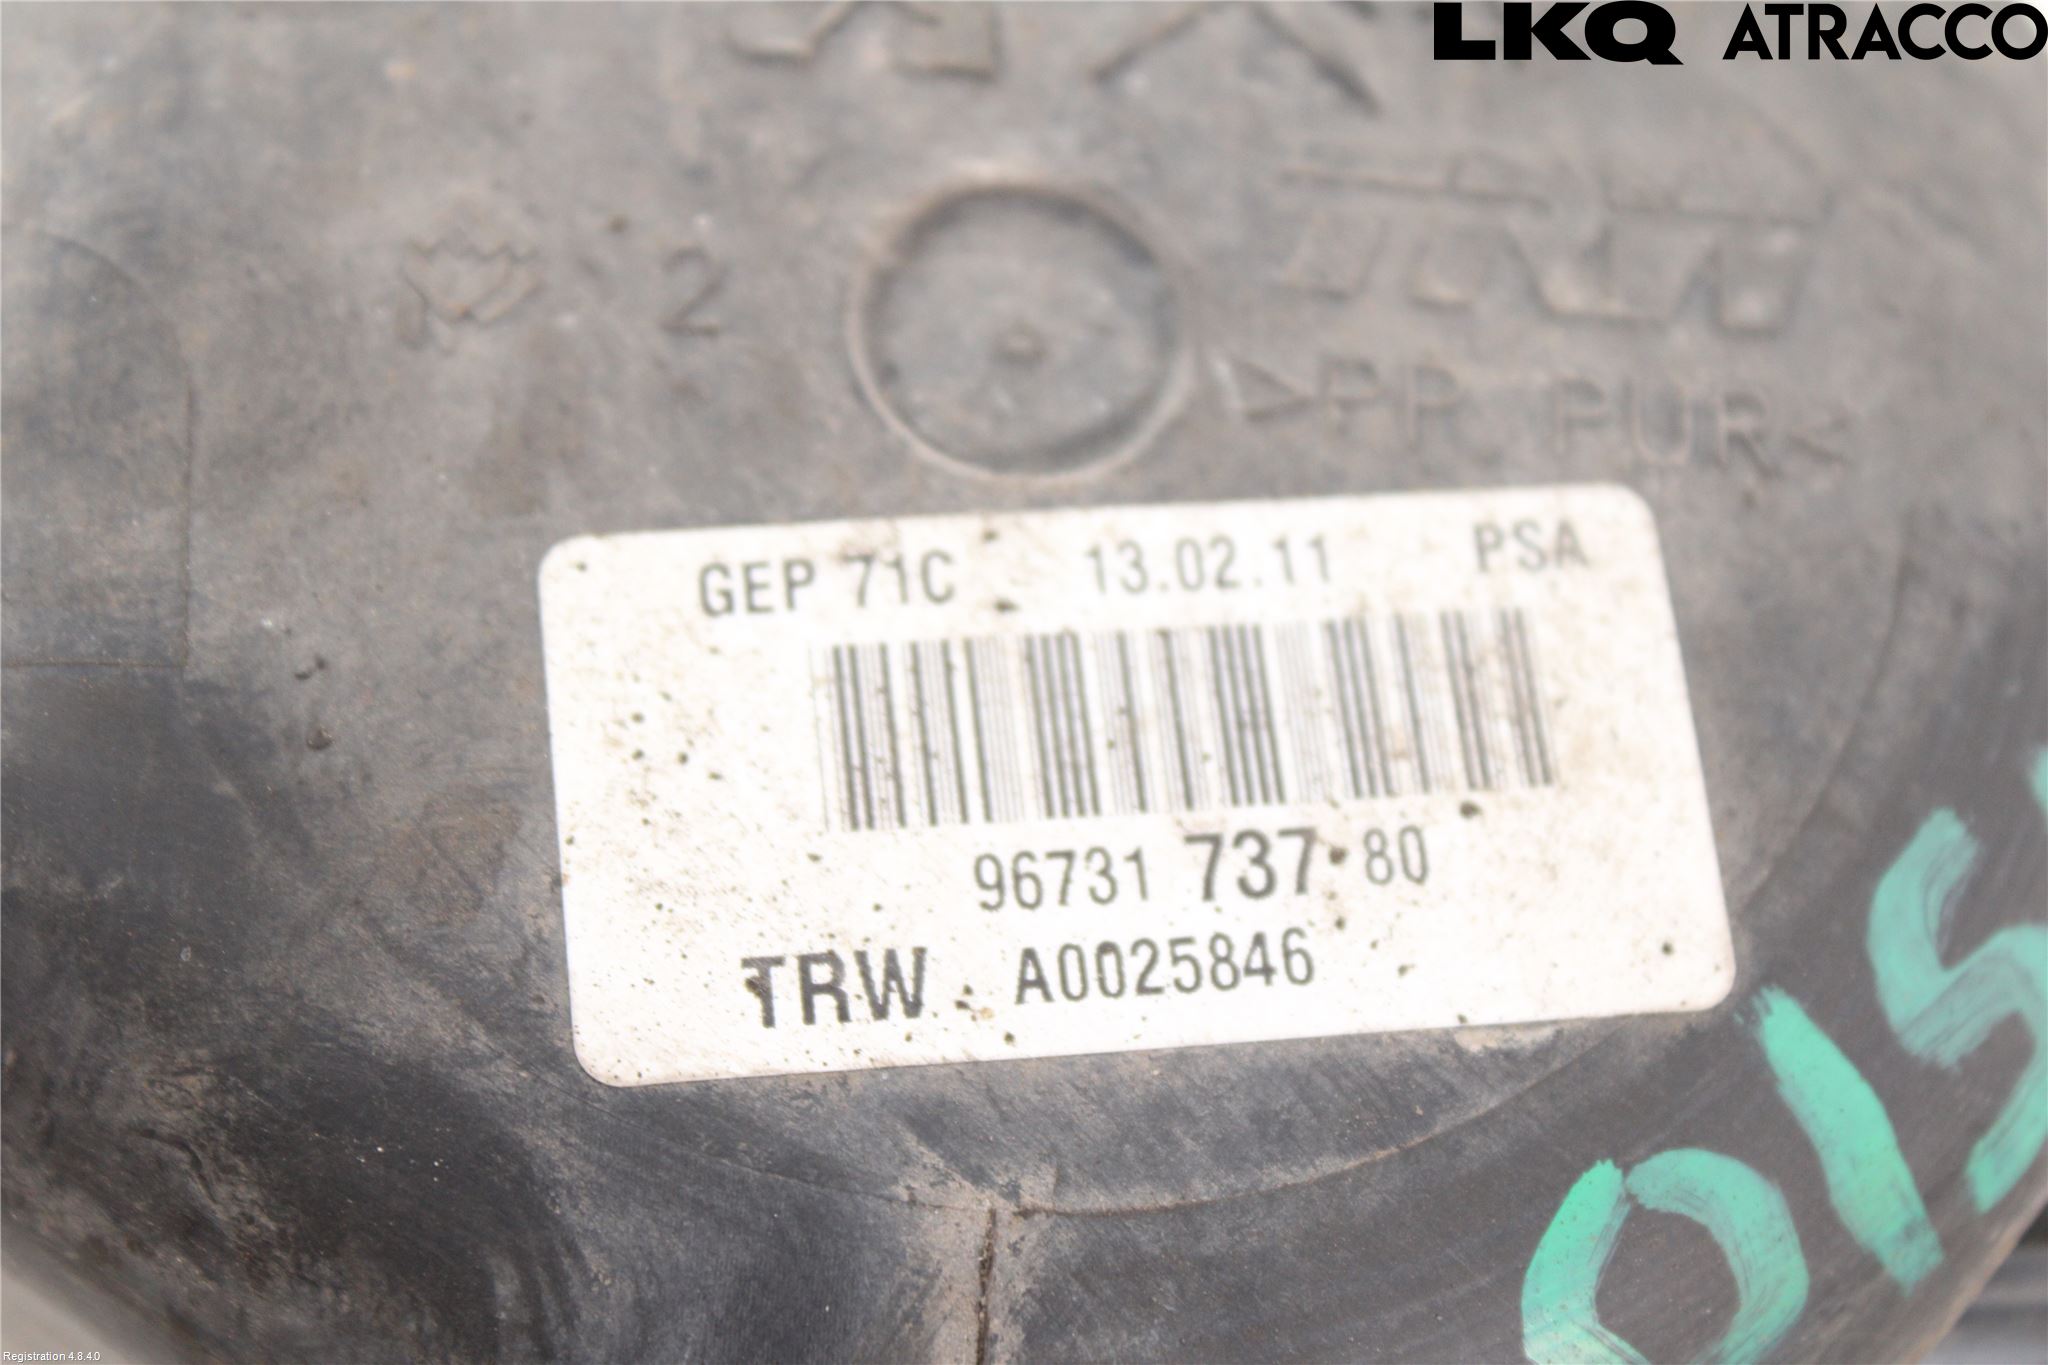 LKQ ATRACCO
2
>PP PUR<
GEP 71C 13.02.11 PSA
96731 737 80
TRW A0025846
Registration 4.8.4.0